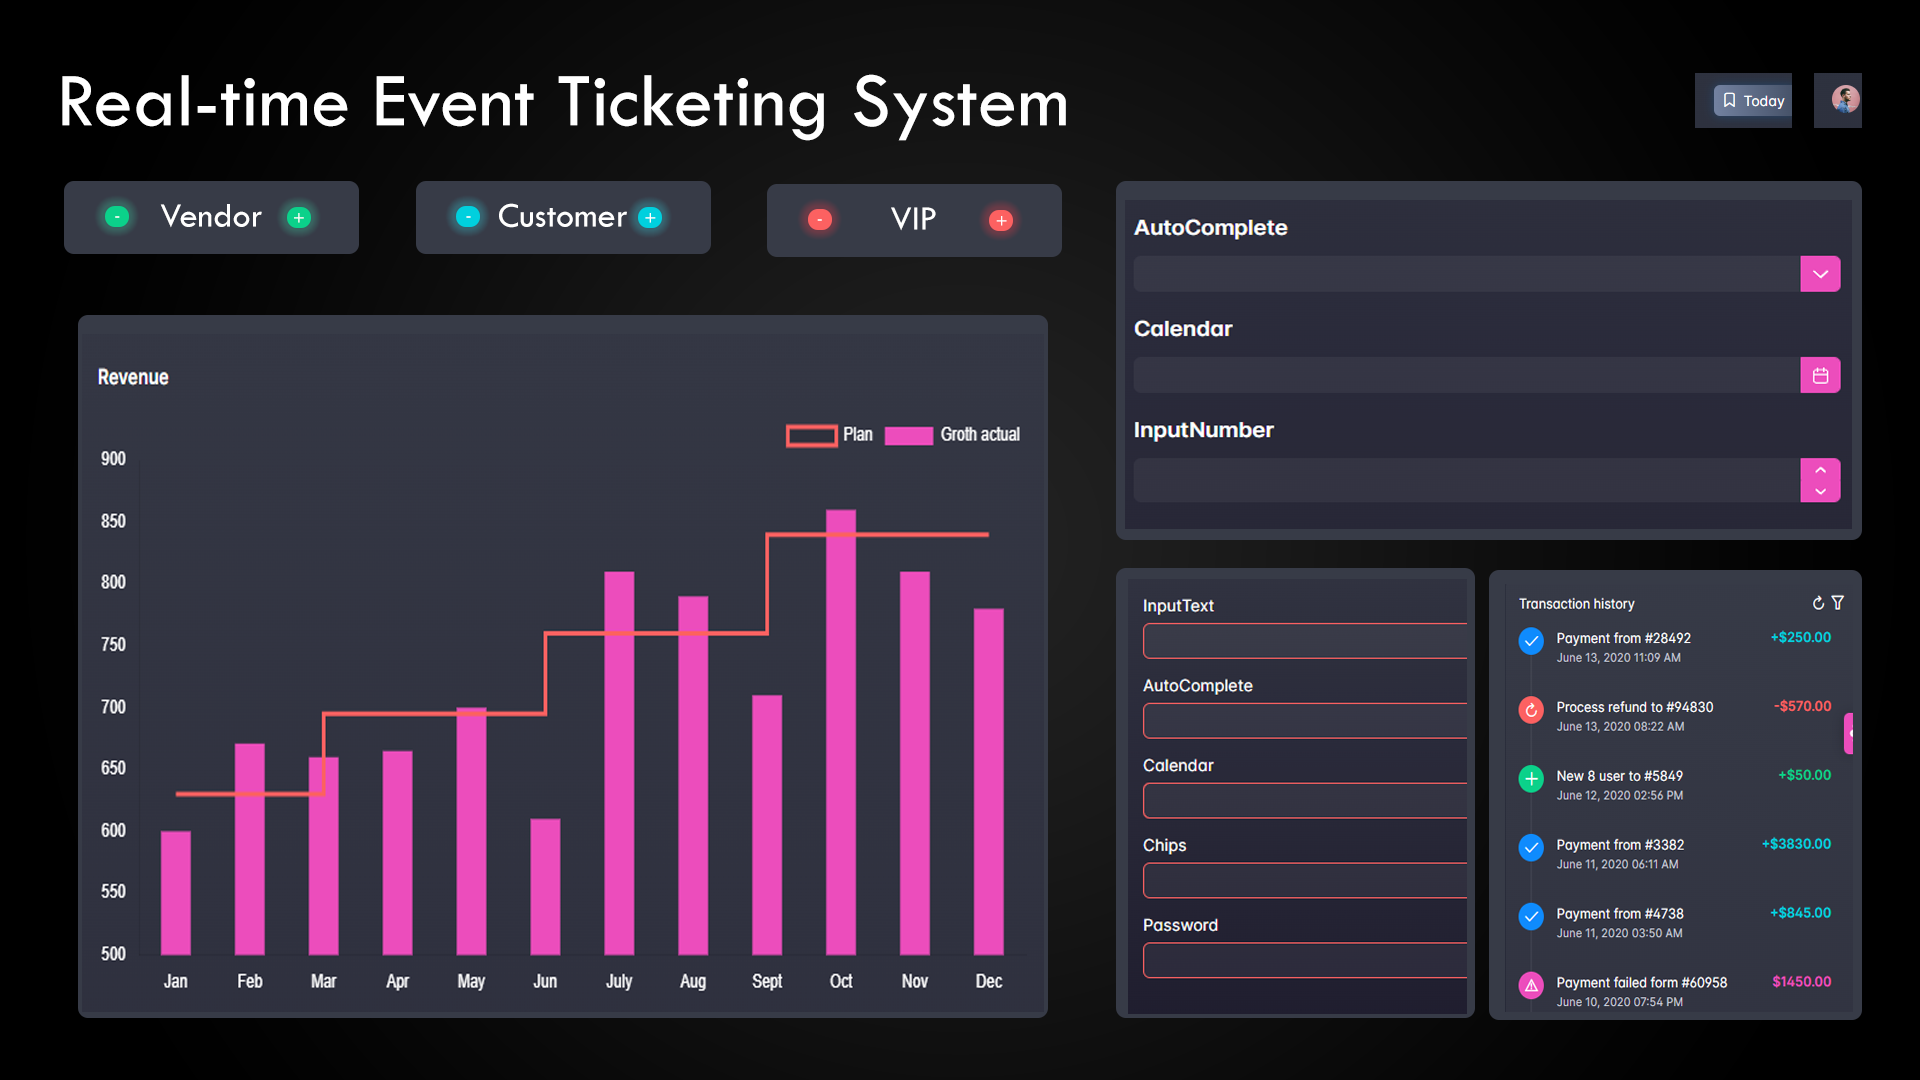 Real-time Event Ticketing System
Today
- Vendor +
- Customer +
- VIP +
Revenue
Plan Groth actual
900
850
800
750
700
650
600
550
500
Jan Feb Mar Apr May Jun July Aug Sept Oct Nov Dec
AutoComplete
Calendar
InputNumber
InputText
AutoComplete
Calendar
Chips
Password
Transaction history
Payment from #28492 +$250.00
June 13, 2020 11:09 AM
Process refund to #94830 -$570.00
June 13, 2020 08:22 AM
New 8 user to #5849 +$50.00
June 12, 2020 02:56 PM
Payment from #3382 +$3830.00
June 11, 2020 06:11 AM
Payment from #4738 +$845.00
June 11, 2020 03:50 AM
Payment failed form #60958 $1450.00
June 10, 2020 07:54 PM